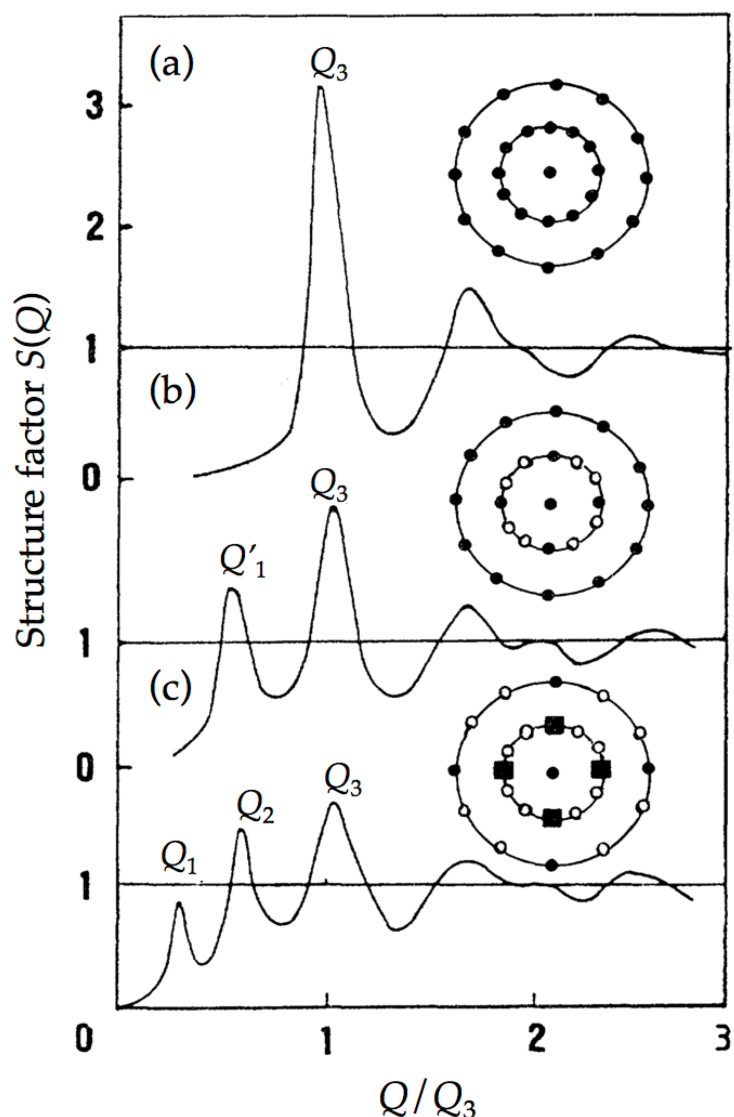 (a)
Q₃
3
2
1
(b)
0
Q₃
Q′₁
Structure factor S(Q)
1
(c)
0
Q₃
Q₂
Q₁
1
0
1
2
3
Q/Q₃